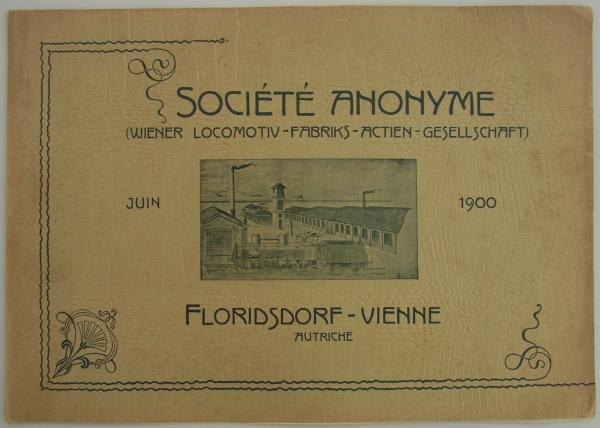 SOCIÉTÉ ANONYME
(WIENER LOCOMOTIV-FABRIKS-ACTIEN-GESELLSCHAFT)
JUIN 1900
FLORIDSDORF-VIENNE
AUTRICHE